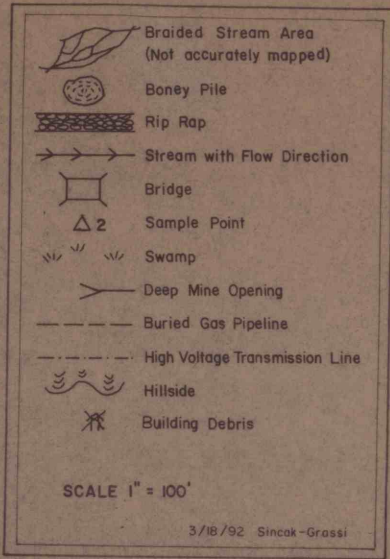 Braided Stream Area
(Not accurately mapped)
Boney Pile
Rip Rap
Stream with Flow Direction
Bridge
△ 2 Sample Point
Swamp
Deep Mine Opening
Buried Gas Pipeline
High Voltage Transmission Line
Hillside
Building Debris
SCALE 1" = 100'
3/18/92 Sincak-Grassi